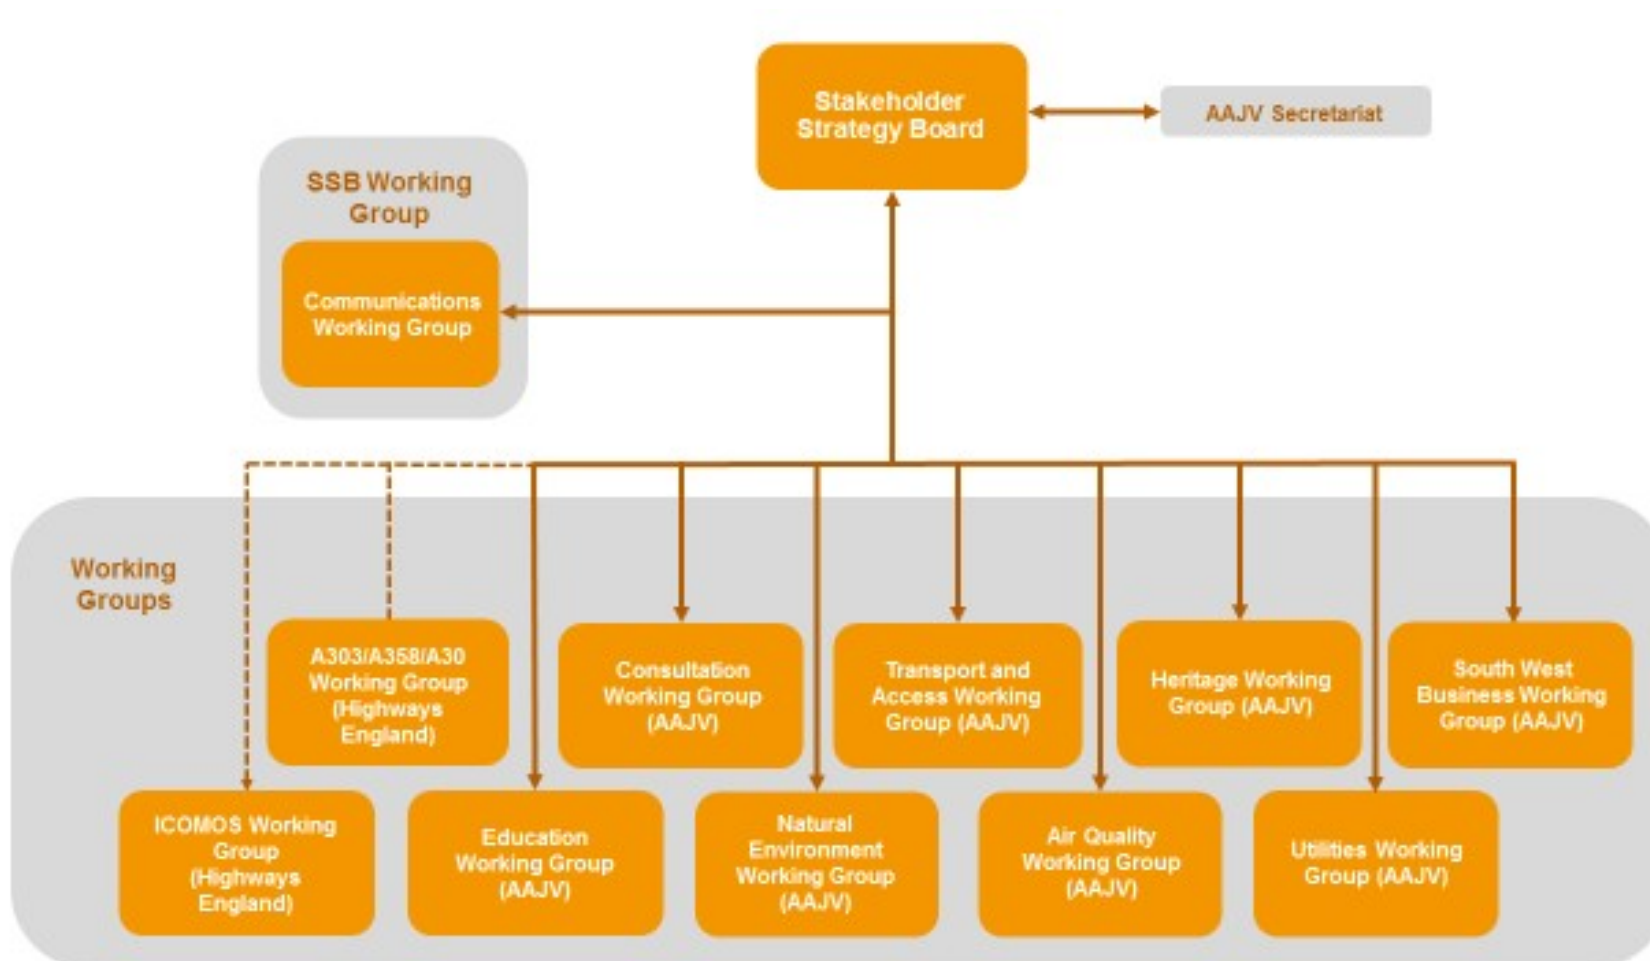 Stakeholder
Strategy Board
AAJV Secretariat
SSB Working
Group
Communications
Working Group
Working
Groups
A303/A358/A30
Working Group
(Highways
England)
Consultation
Working Group
(AAJV)
Transport and
Access Working
Group (AAJV)
Heritage Working
Group (AAJV)
South West
Business Working
Group (AAJV)
ICOMOS Working
Group
(Highways
England)
Education
Working Group
(AAJV)
Natural
Environment
Working Group
(AAJV)
Air Quality
Working Group
(AAJV)
Utilities Working
Group (AAJV)